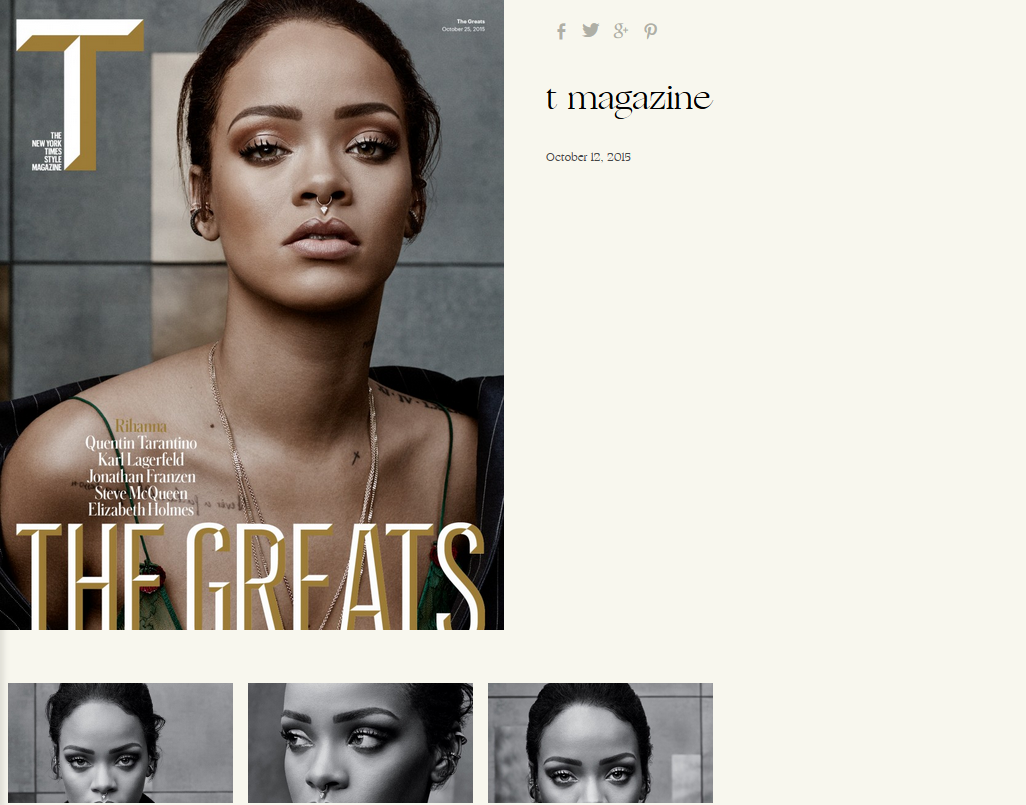 T
THE
NEW YORK
TIMES
STYLE
MAGAZINE
The Greats
October 25, 2015
Rihanna
Quentin Tarantino
Karl Lagerfeld
Jonathan Franzen
Steve McQueen
Elizabeth Holmes
THE GREATS
t magazine
October 12, 2015